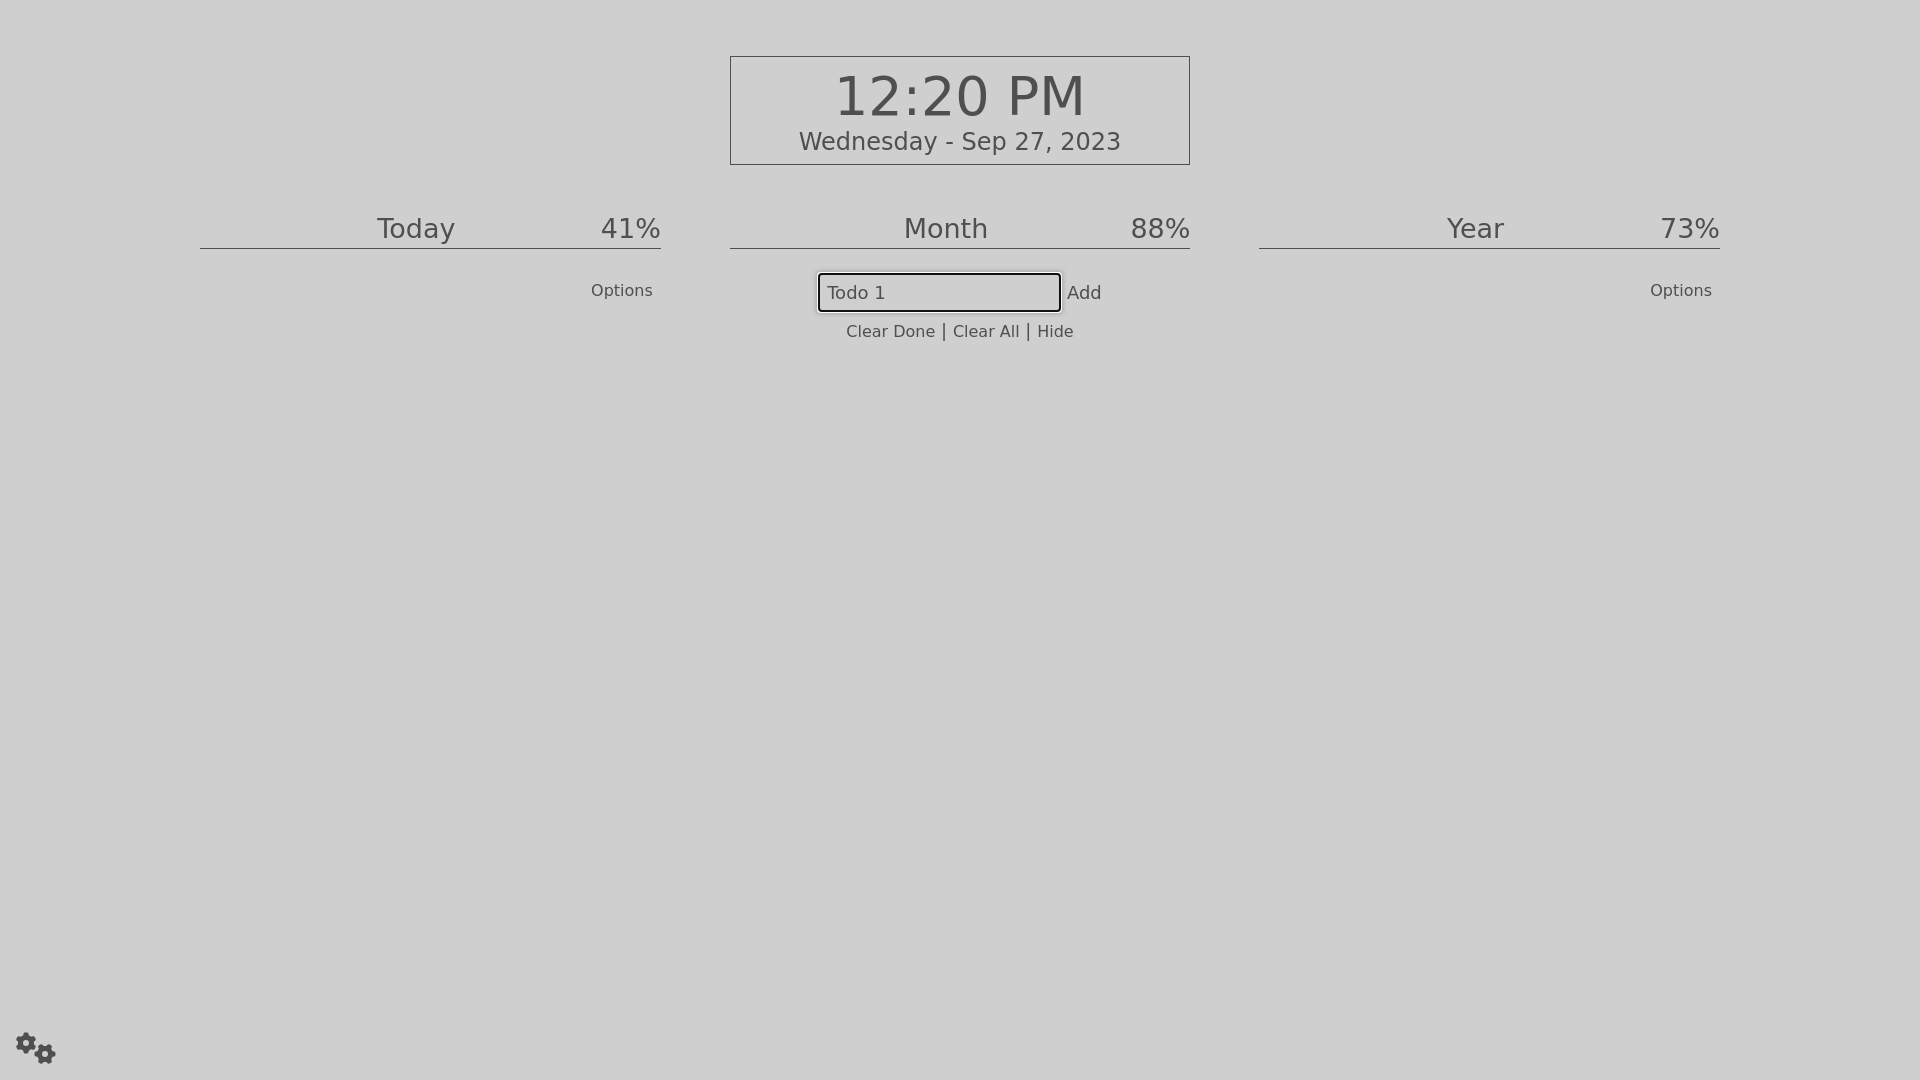 12:20 PM
Wednesday - Sep 27, 2023
Today 41%
Month 88%
Year 73%
Options
Todo 1 Add
Options
Clear Done | Clear All | Hide